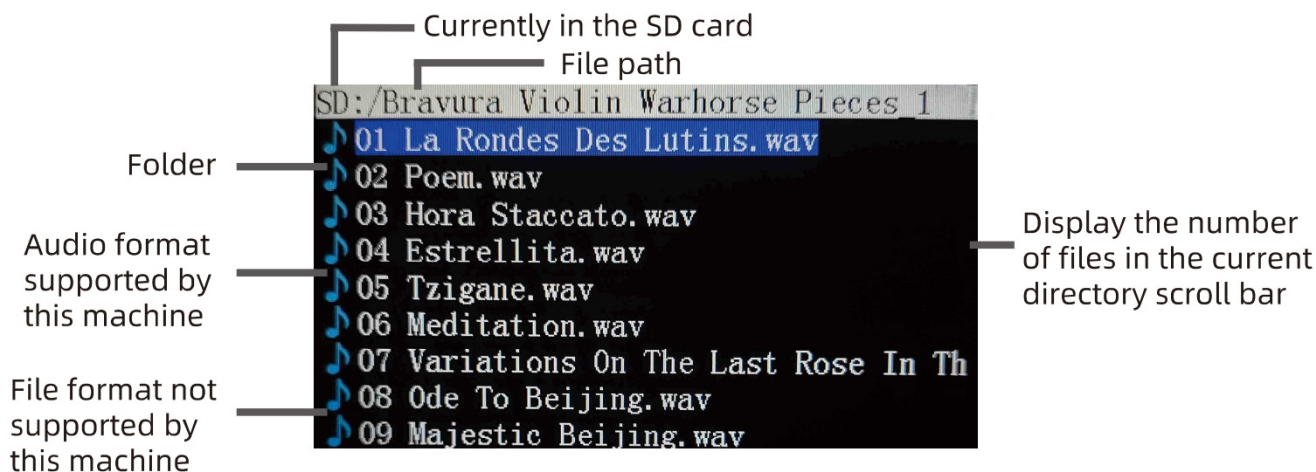 Currently in the SD card
File path
SD:/Bravura Violin Warhorse Pieces_1
01 La Rondes Des Lutins.wav
Folder
02 Poem.wav
03 Hora Staccato.wav
Audio format
supported by
this machine
04 Estrellita.wav
05 Tzigane.wav
06 Meditation.wav
Display the number
of files in the current
directory scroll bar
07 Variations On The Last Rose In Th
File format not
supported by
this machine
08 Ode To Beijing.wav
09 Majestic Beijing.wav